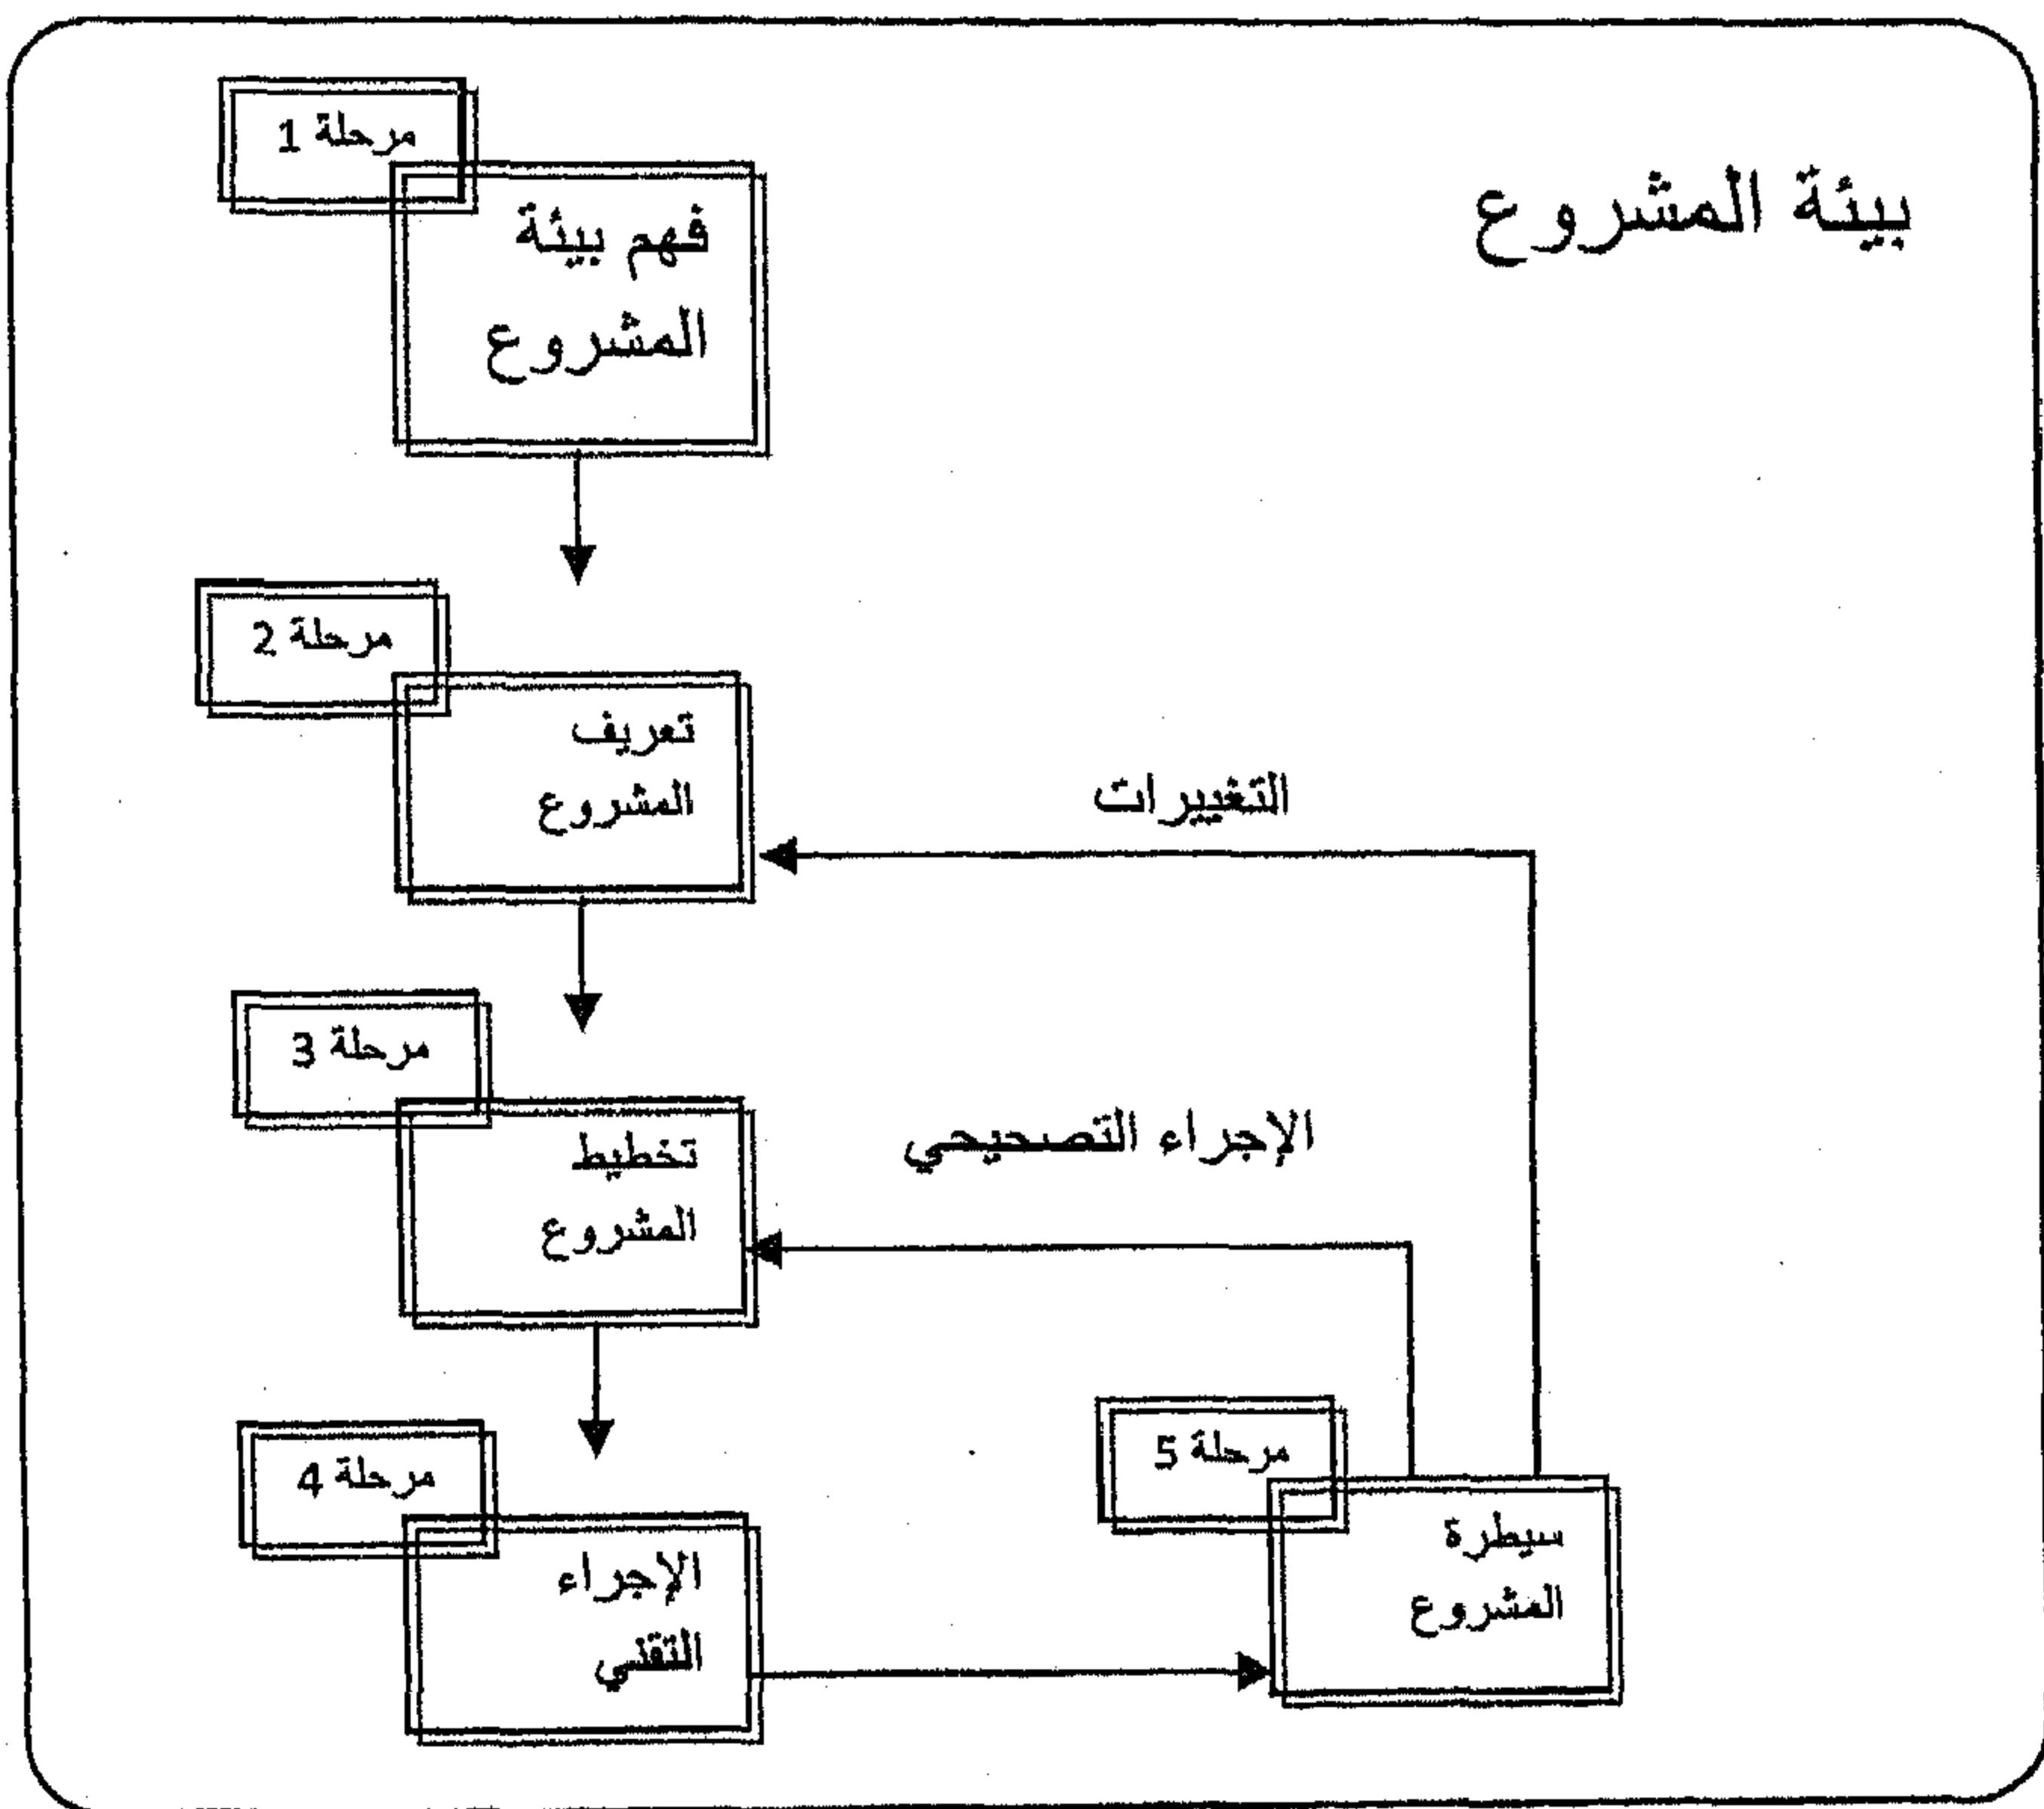 بيئة المشروع
مرحلة 1
فهم بيئة
المشروع
مرحلة 2
تعريف
المشروع
التغييرات
مرحلة 3
تخطيط
المشروع
الإجراء التصحيحي
مرحلة 4
الإجراء
التقني
مرحلة 5
سيطرة
المشروع